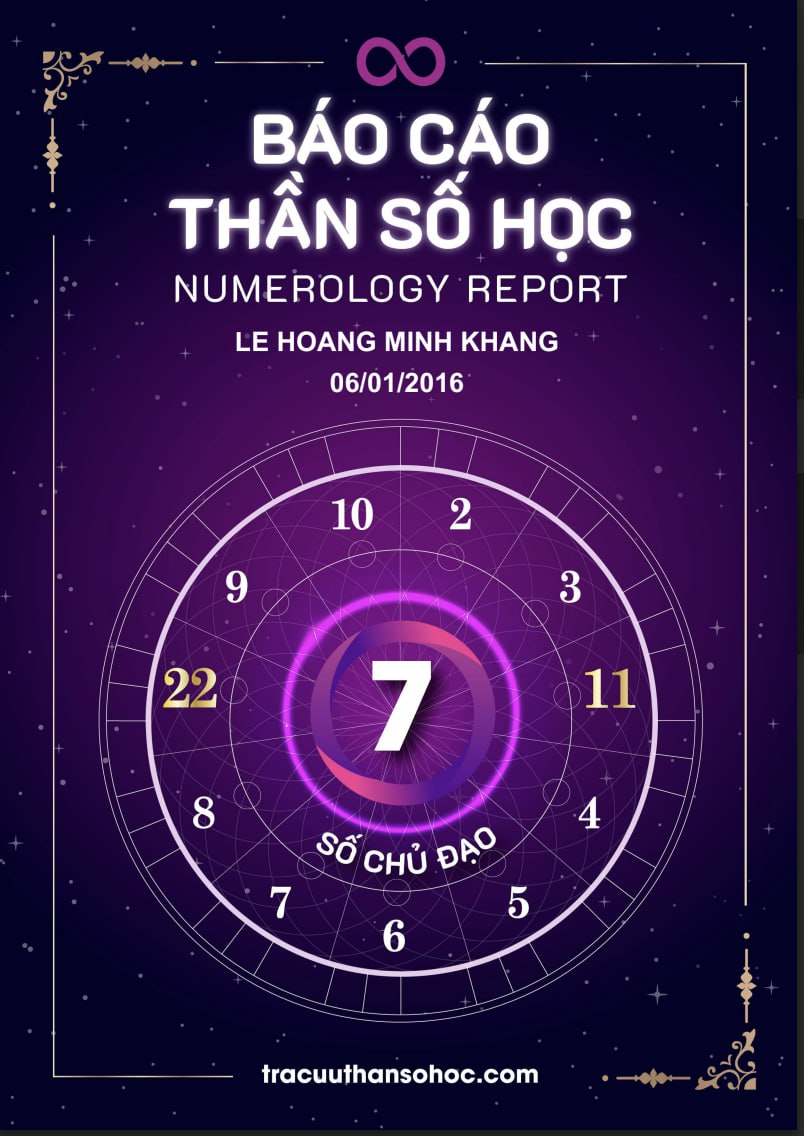 BÁO CÁO
THẦN SỐ HỌC
NUMEROLOGY REPORT
LE HOANG MINH KHANG
06/01/2016
10 2
9 3
7
22 11
8 4
SỐ CHỦ ĐẠO
7 5
6
tracuuthansohoc.com